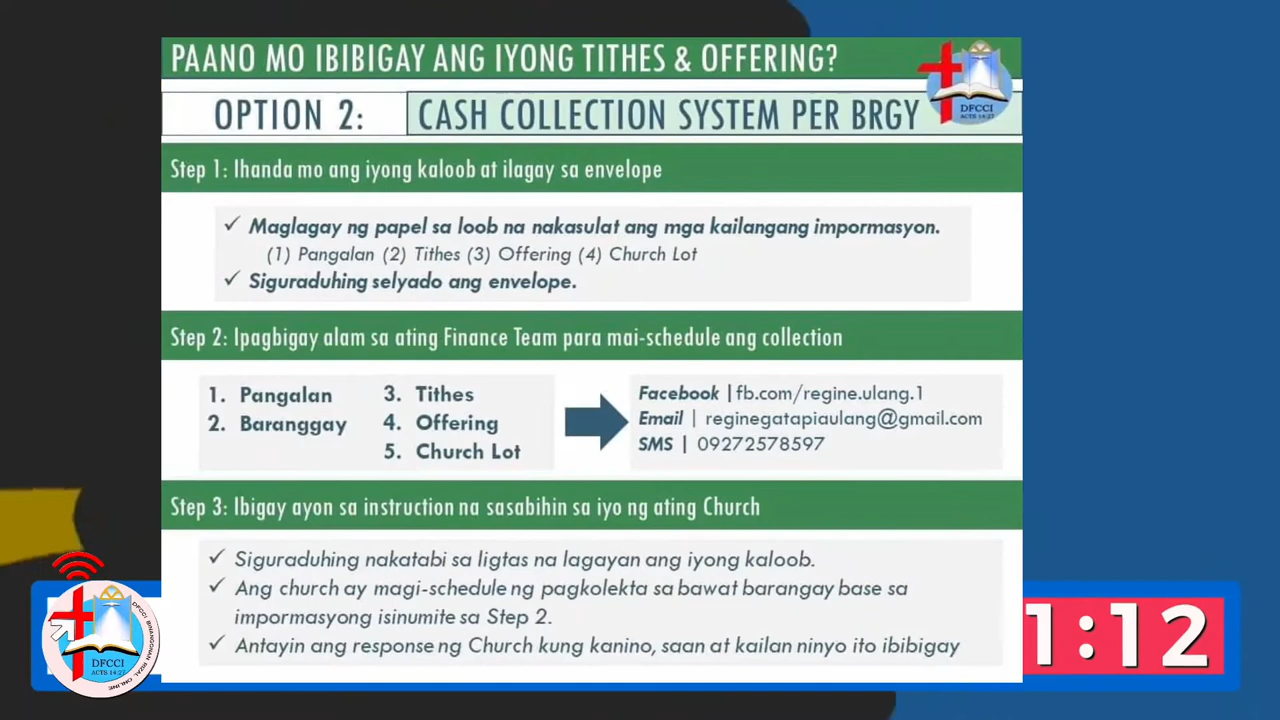 PAANO MO IBIBIGAY ANG IYONG TITHES & OFFERING?
DFCCI
ACTS 14:27
OPTION 2:
CASH COLLECTION SYSTEM PER BRGY
Step 1: Ihanda mo ang iyong kaloob at ilagay sa envelope
✓ Maglagay ng papel sa loob na nakasulat ang mga kailangang impormasyon.
(1) Pangalan (2) Tithes (3) Offering (4) Church Lot
✓ Siguraduhing selyado ang envelope.
Step 2: Ipagbigay alam sa ating Finance Team para mai-schedule ang collection
1. Pangalan
2. Baranggay
3. Tithes
4. Offering
5. Church Lot
Facebook | fb.com/regine.ulang.1
Email | reginegatapiaulang@gmail.com
SMS | 09272578597
Step 3: Ibigay ayon sa instruction na sasabihin sa iyo ng ating Church
✓ Siguraduhing nakatabi sa ligtas na lagayan ang iyong kaloob.
✓ Ang church ay magi-schedule ng pagkolekta sa bawat barangay base sa
impormasyong isinumite sa Step 2.
✓ Antayin ang response ng Church kung kanino, saan at kailan ninyo ito ibibigay
DFCCI BINANGONAN RIZAL ONLINE
DFCCI
ACTS 14:27
1:12